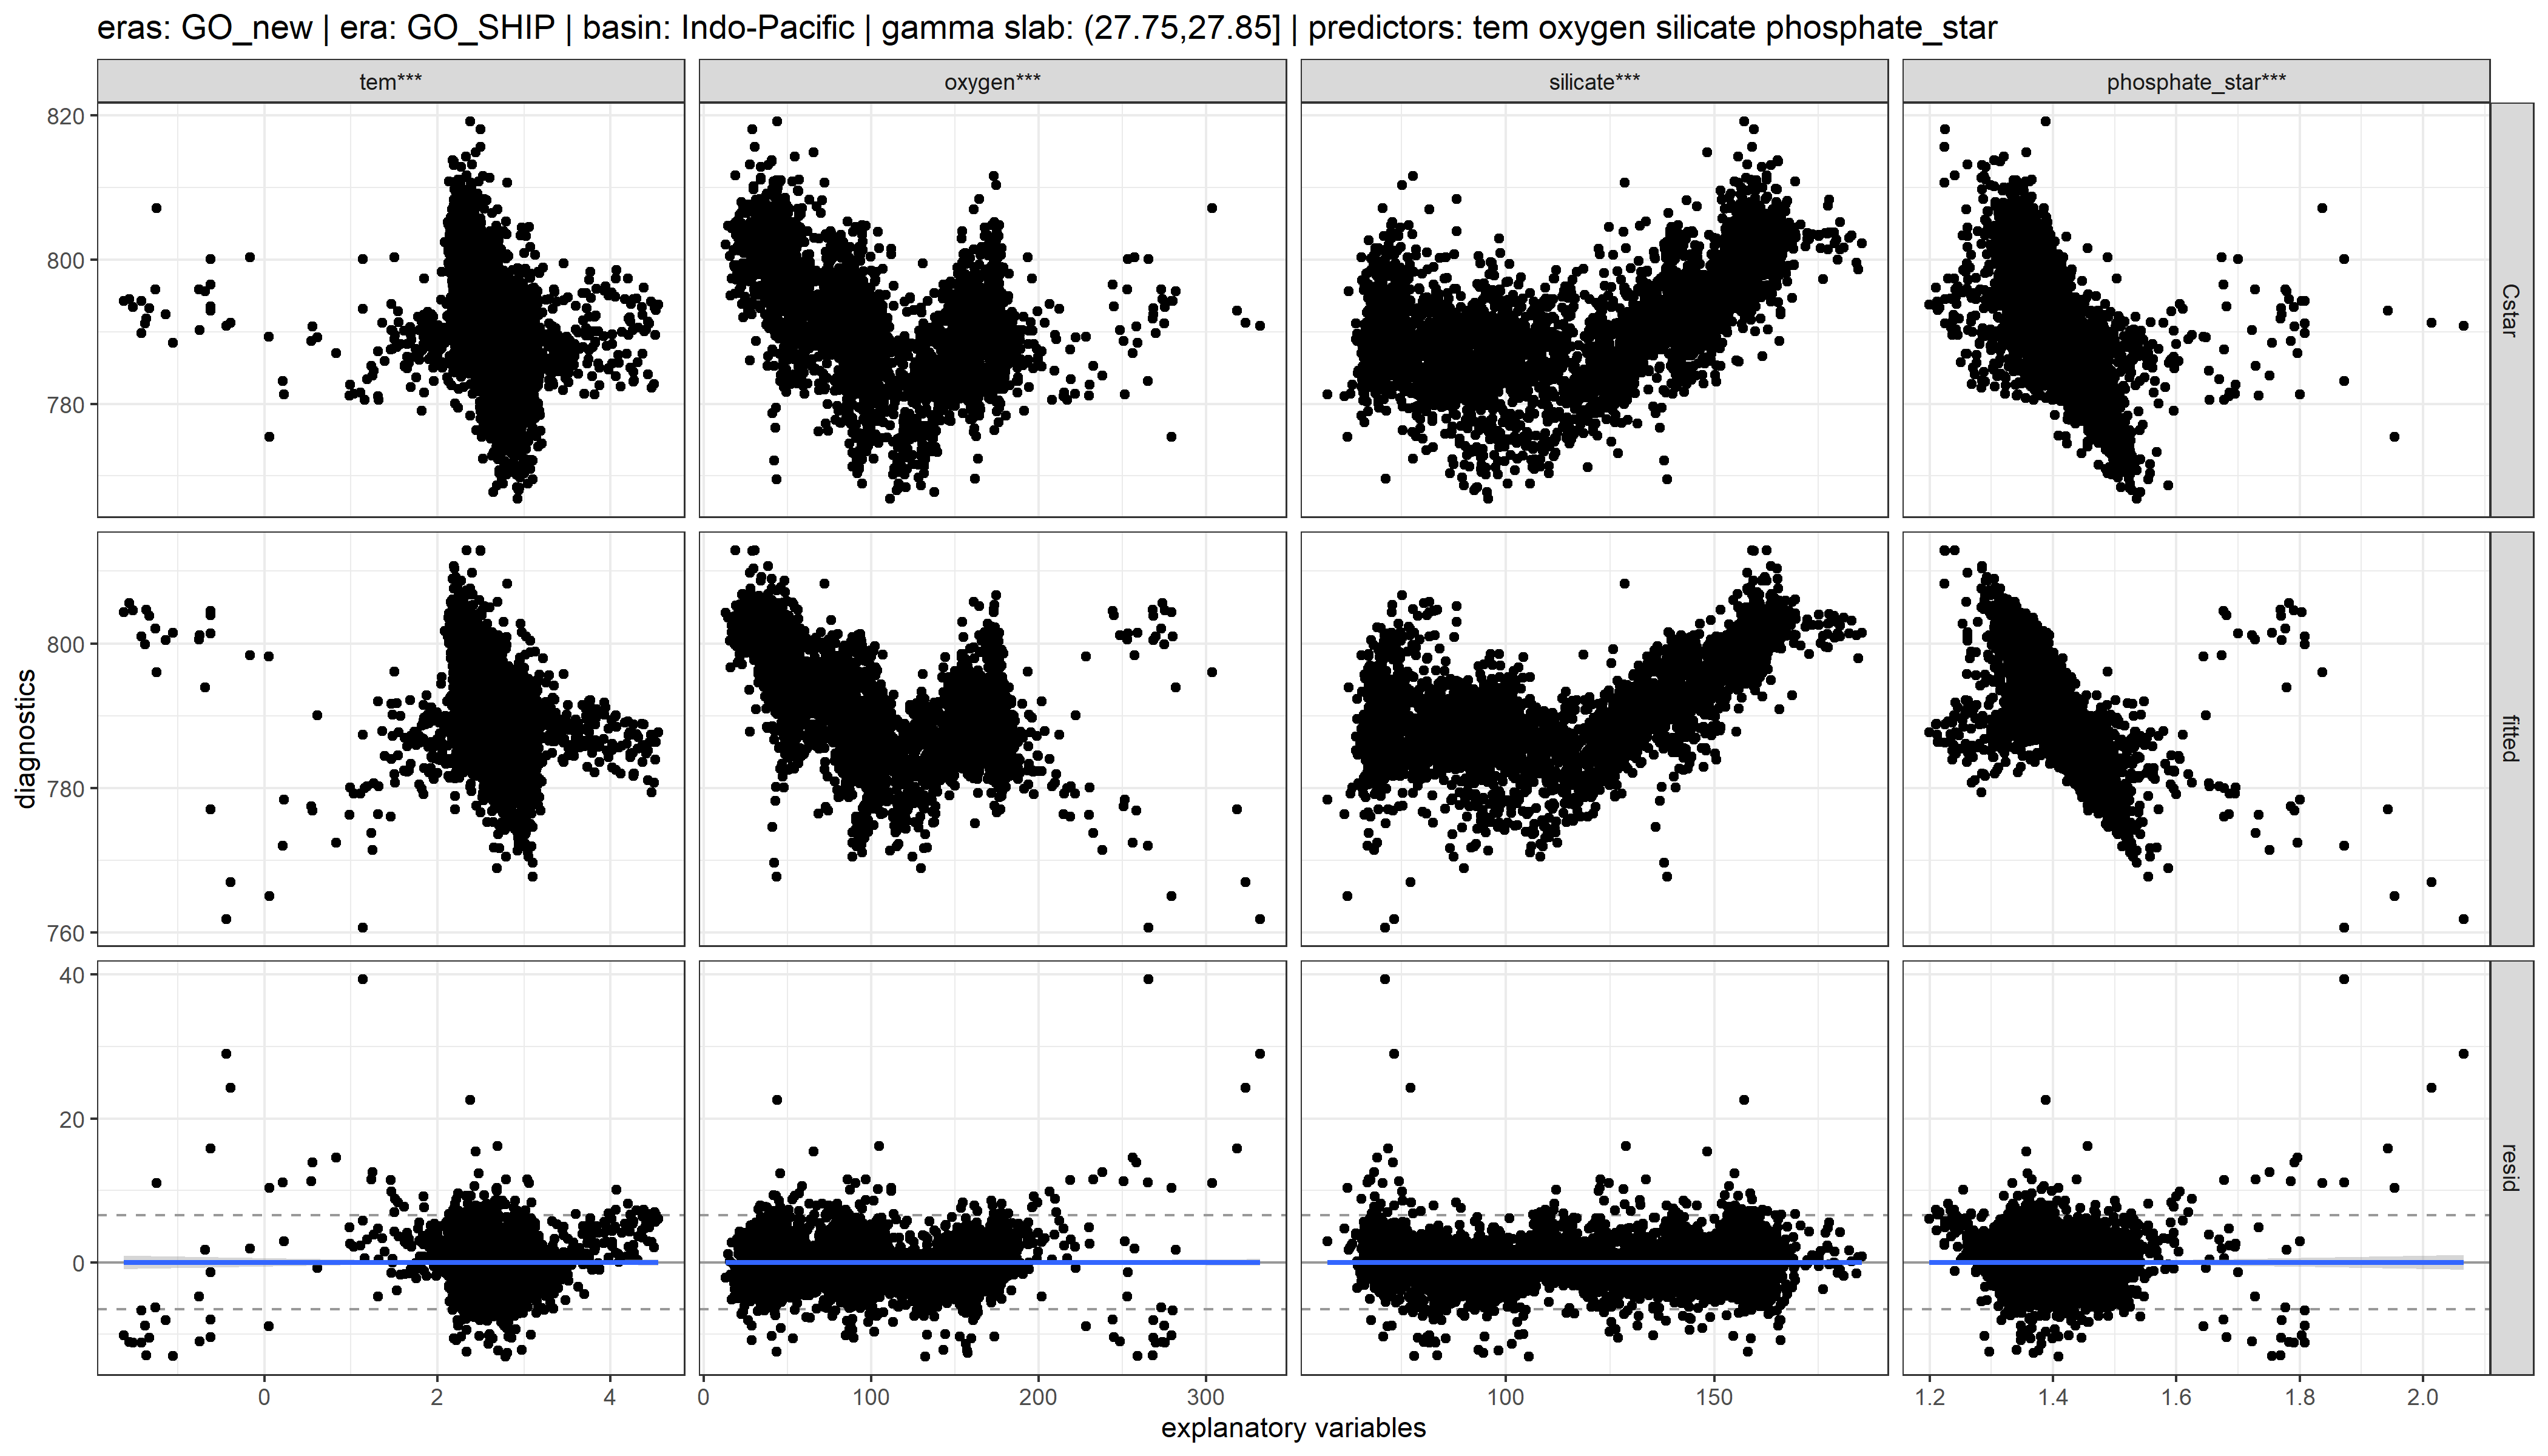 eras: GO_new | era: GO_SHIP | basin: Indo-Pacific | gamma slab: (27.75,27.85] | predictors: tem oxygen silicate phosphate_star
tem*** oxygen*** silicate*** phosphate_star***
820
800
780
Cstar
800
780
760
fitted
diagnostics
40
20
0
resid
0 2 4 0 100 200 300 100 150 1.2 1.4 1.6 1.8 2.0
explanatory variables